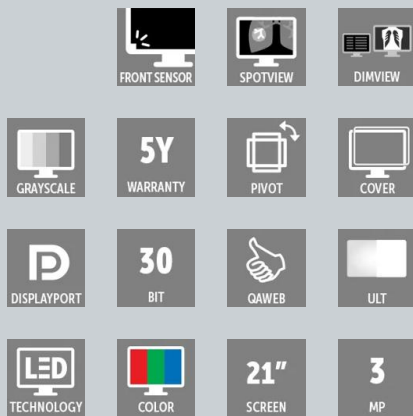 FRONT SENSOR
SPOTVIEW
DIMVIEW
GRAYSCALE
5Y
WARRANTY
PIVOT
COVER
DISPLAYPORT
30
BIT
QAWEB
ULT
LED
TECHNOLOGY
COLOR
21"
SCREEN
3
MP